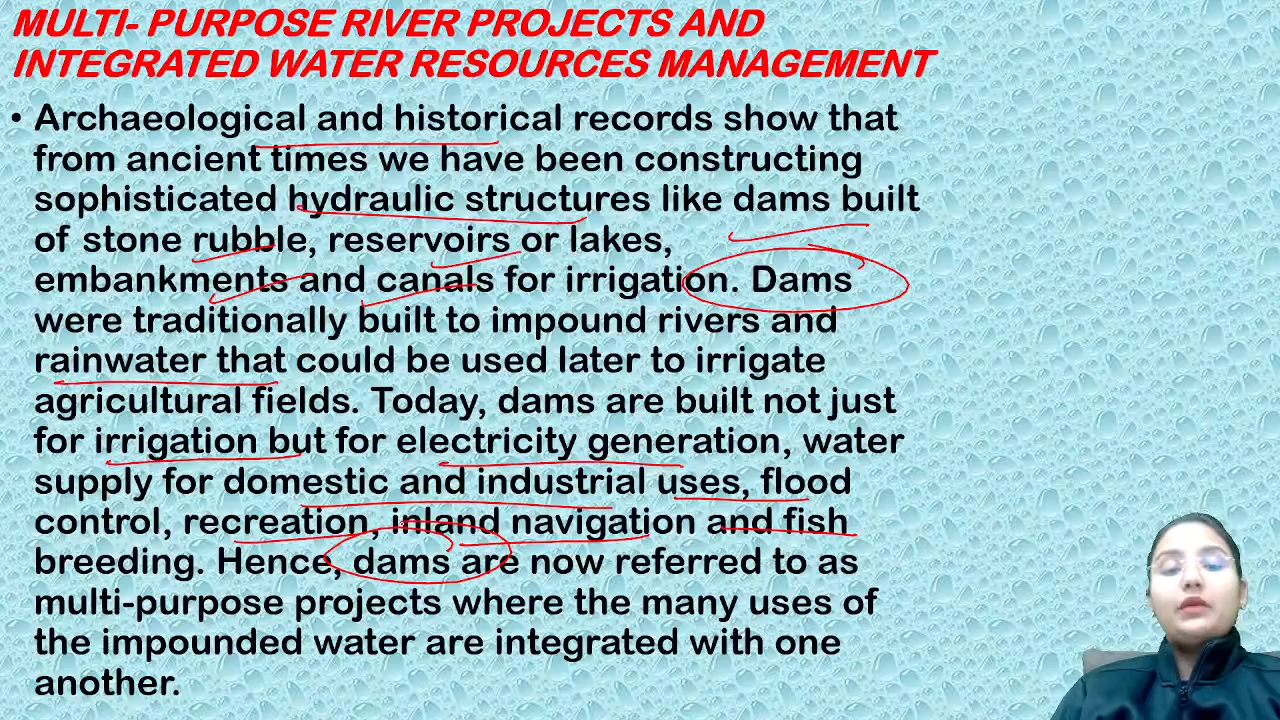 MULTI- PURPOSE RIVER PROJECTS AND
INTEGRATED WATER RESOURCES MANAGEMENT
• Archaeological and historical records show that
from ancient times we have been constructing
sophisticated hydraulic structures like dams built
of stone rubble, reservoirs or lakes,
embankments and canals for irrigation. Dams
were traditionally built to impound rivers and
rainwater that could be used later to irrigate
agricultural fields. Today, dams are built not just
for irrigation but for electricity generation, water
supply for domestic and industrial uses, flood
control, recreation, inland navigation and fish
breeding. Hence, dams are now referred to as
multi-purpose projects where the many uses of
the impounded water are integrated with one
another.